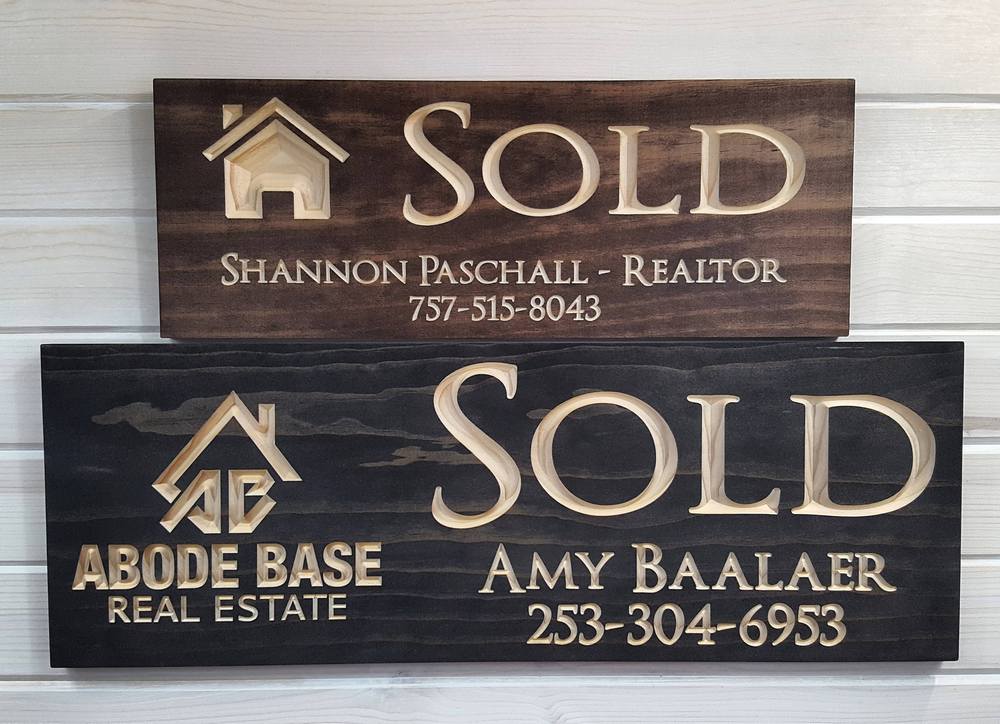 SOLD
SHANNON PASCHALL - REALTOR
757-515-8043
AB
ABODE BASE
REAL ESTATE
SOLD
AMY BAALAER
253-304-6953